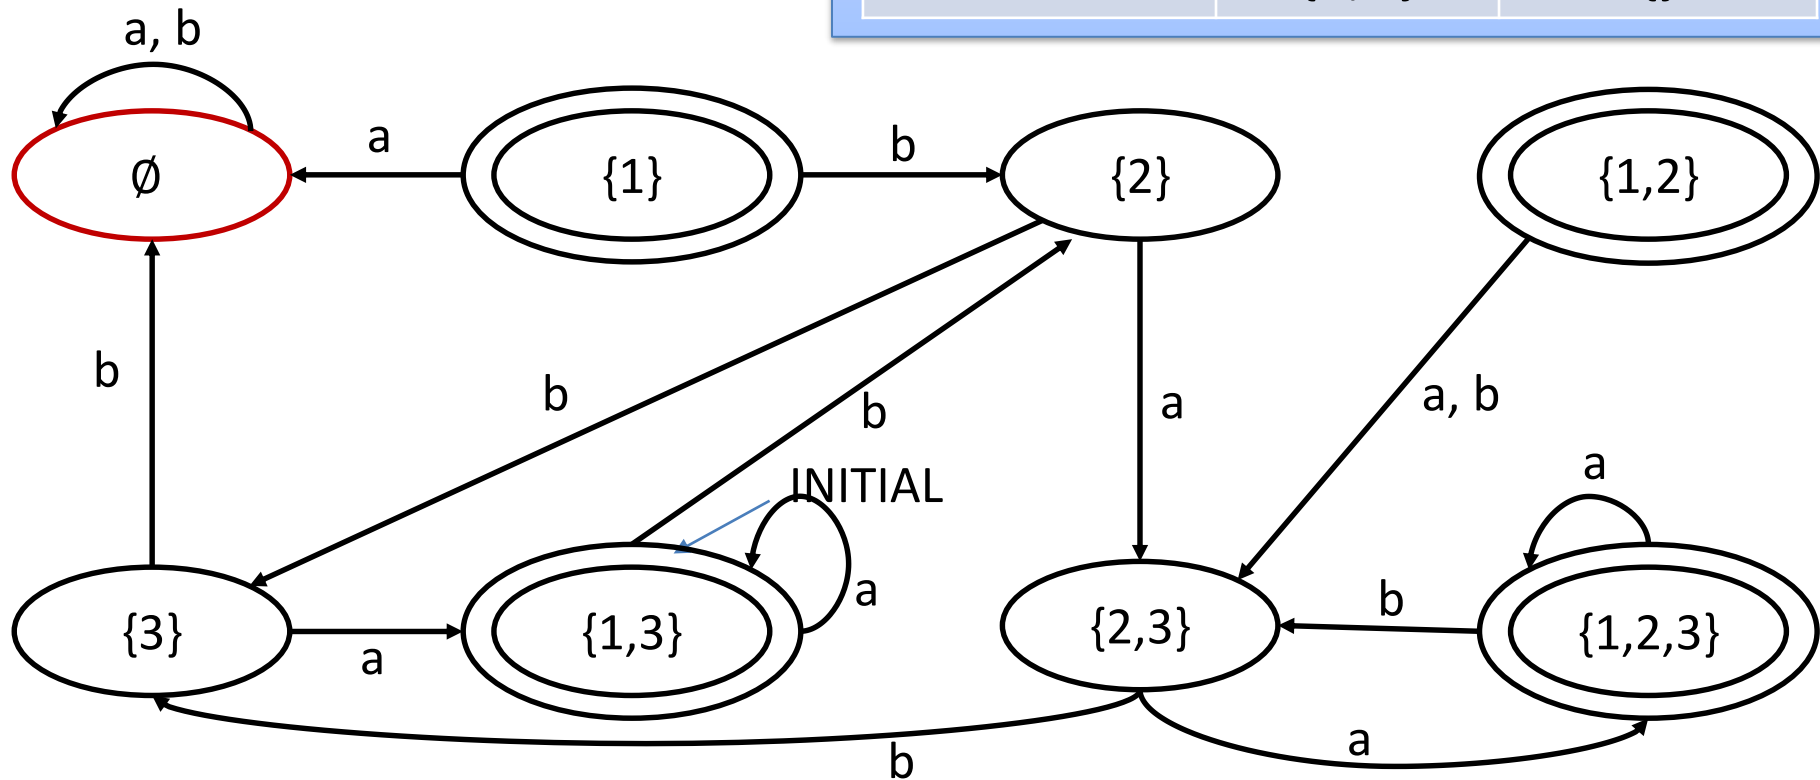 a, b
∅
a
{1}
b
{2}
{1,2}
b
b
b
a
a, b
INITIAL
a
{3}
a
{1,3}
a
{2,3}
b
{1,2,3}
b
a